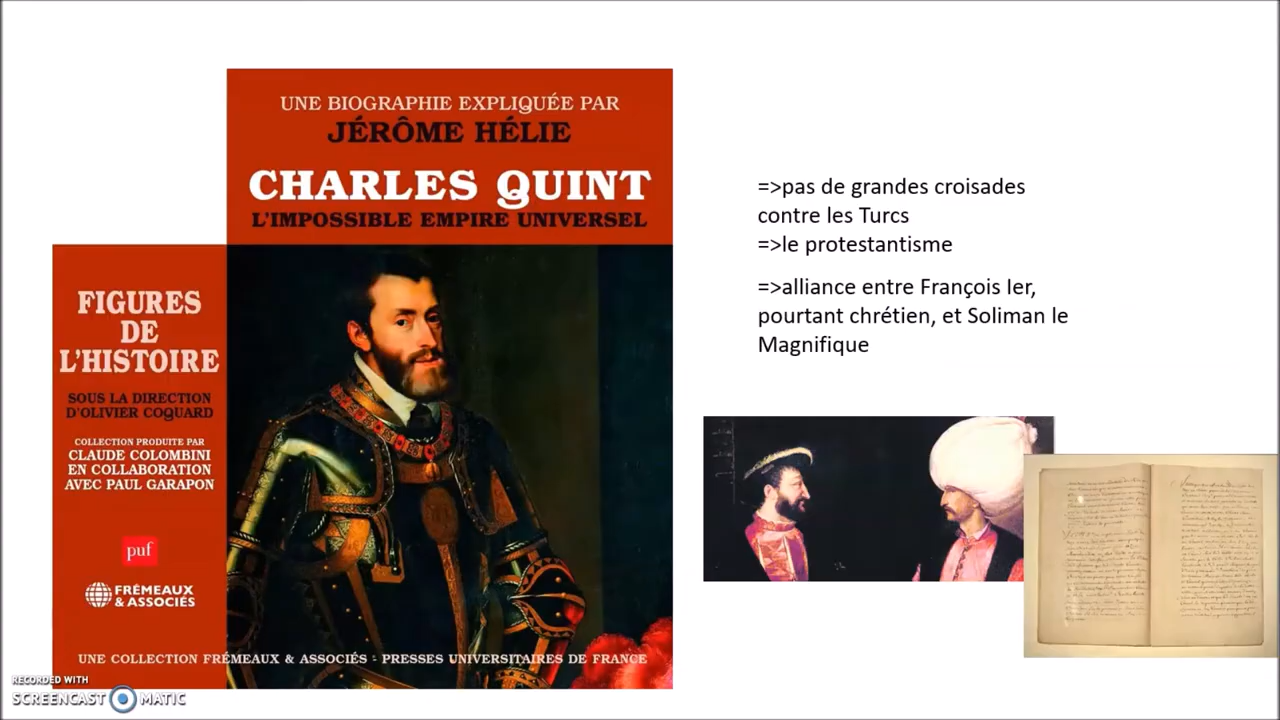 UNE BIOGRAPHIE EXPLIQUÉE PAR
JÉRÔME HÉLIE
CHARLES QUINT
L'IMPOSSIBLE EMPIRE UNIVERSEL
FIGURES
DE
L'HISTOIRE
SOUS LA DIRECTION
D'OLIVIER COQUARD
COLLECTION PRODUITE PAR
CLAUDE COLOMBINI
EN COLLABORATION
AVEC PAUL GARAPON
puf
FRÉMEAUX
& ASSOCIÉS
UNE COLLECTION FRÉMEAUX & ASSOCIÉS - PRESSES UNIVERSITAIRES DE FRANCE
=>pas de grandes croisades
contre les Turcs
=>le protestantisme
=>alliance entre François Ier,
pourtant chrétien, et Soliman le
Magnifique
RECORDED WITH
SCREENCAST MATIC